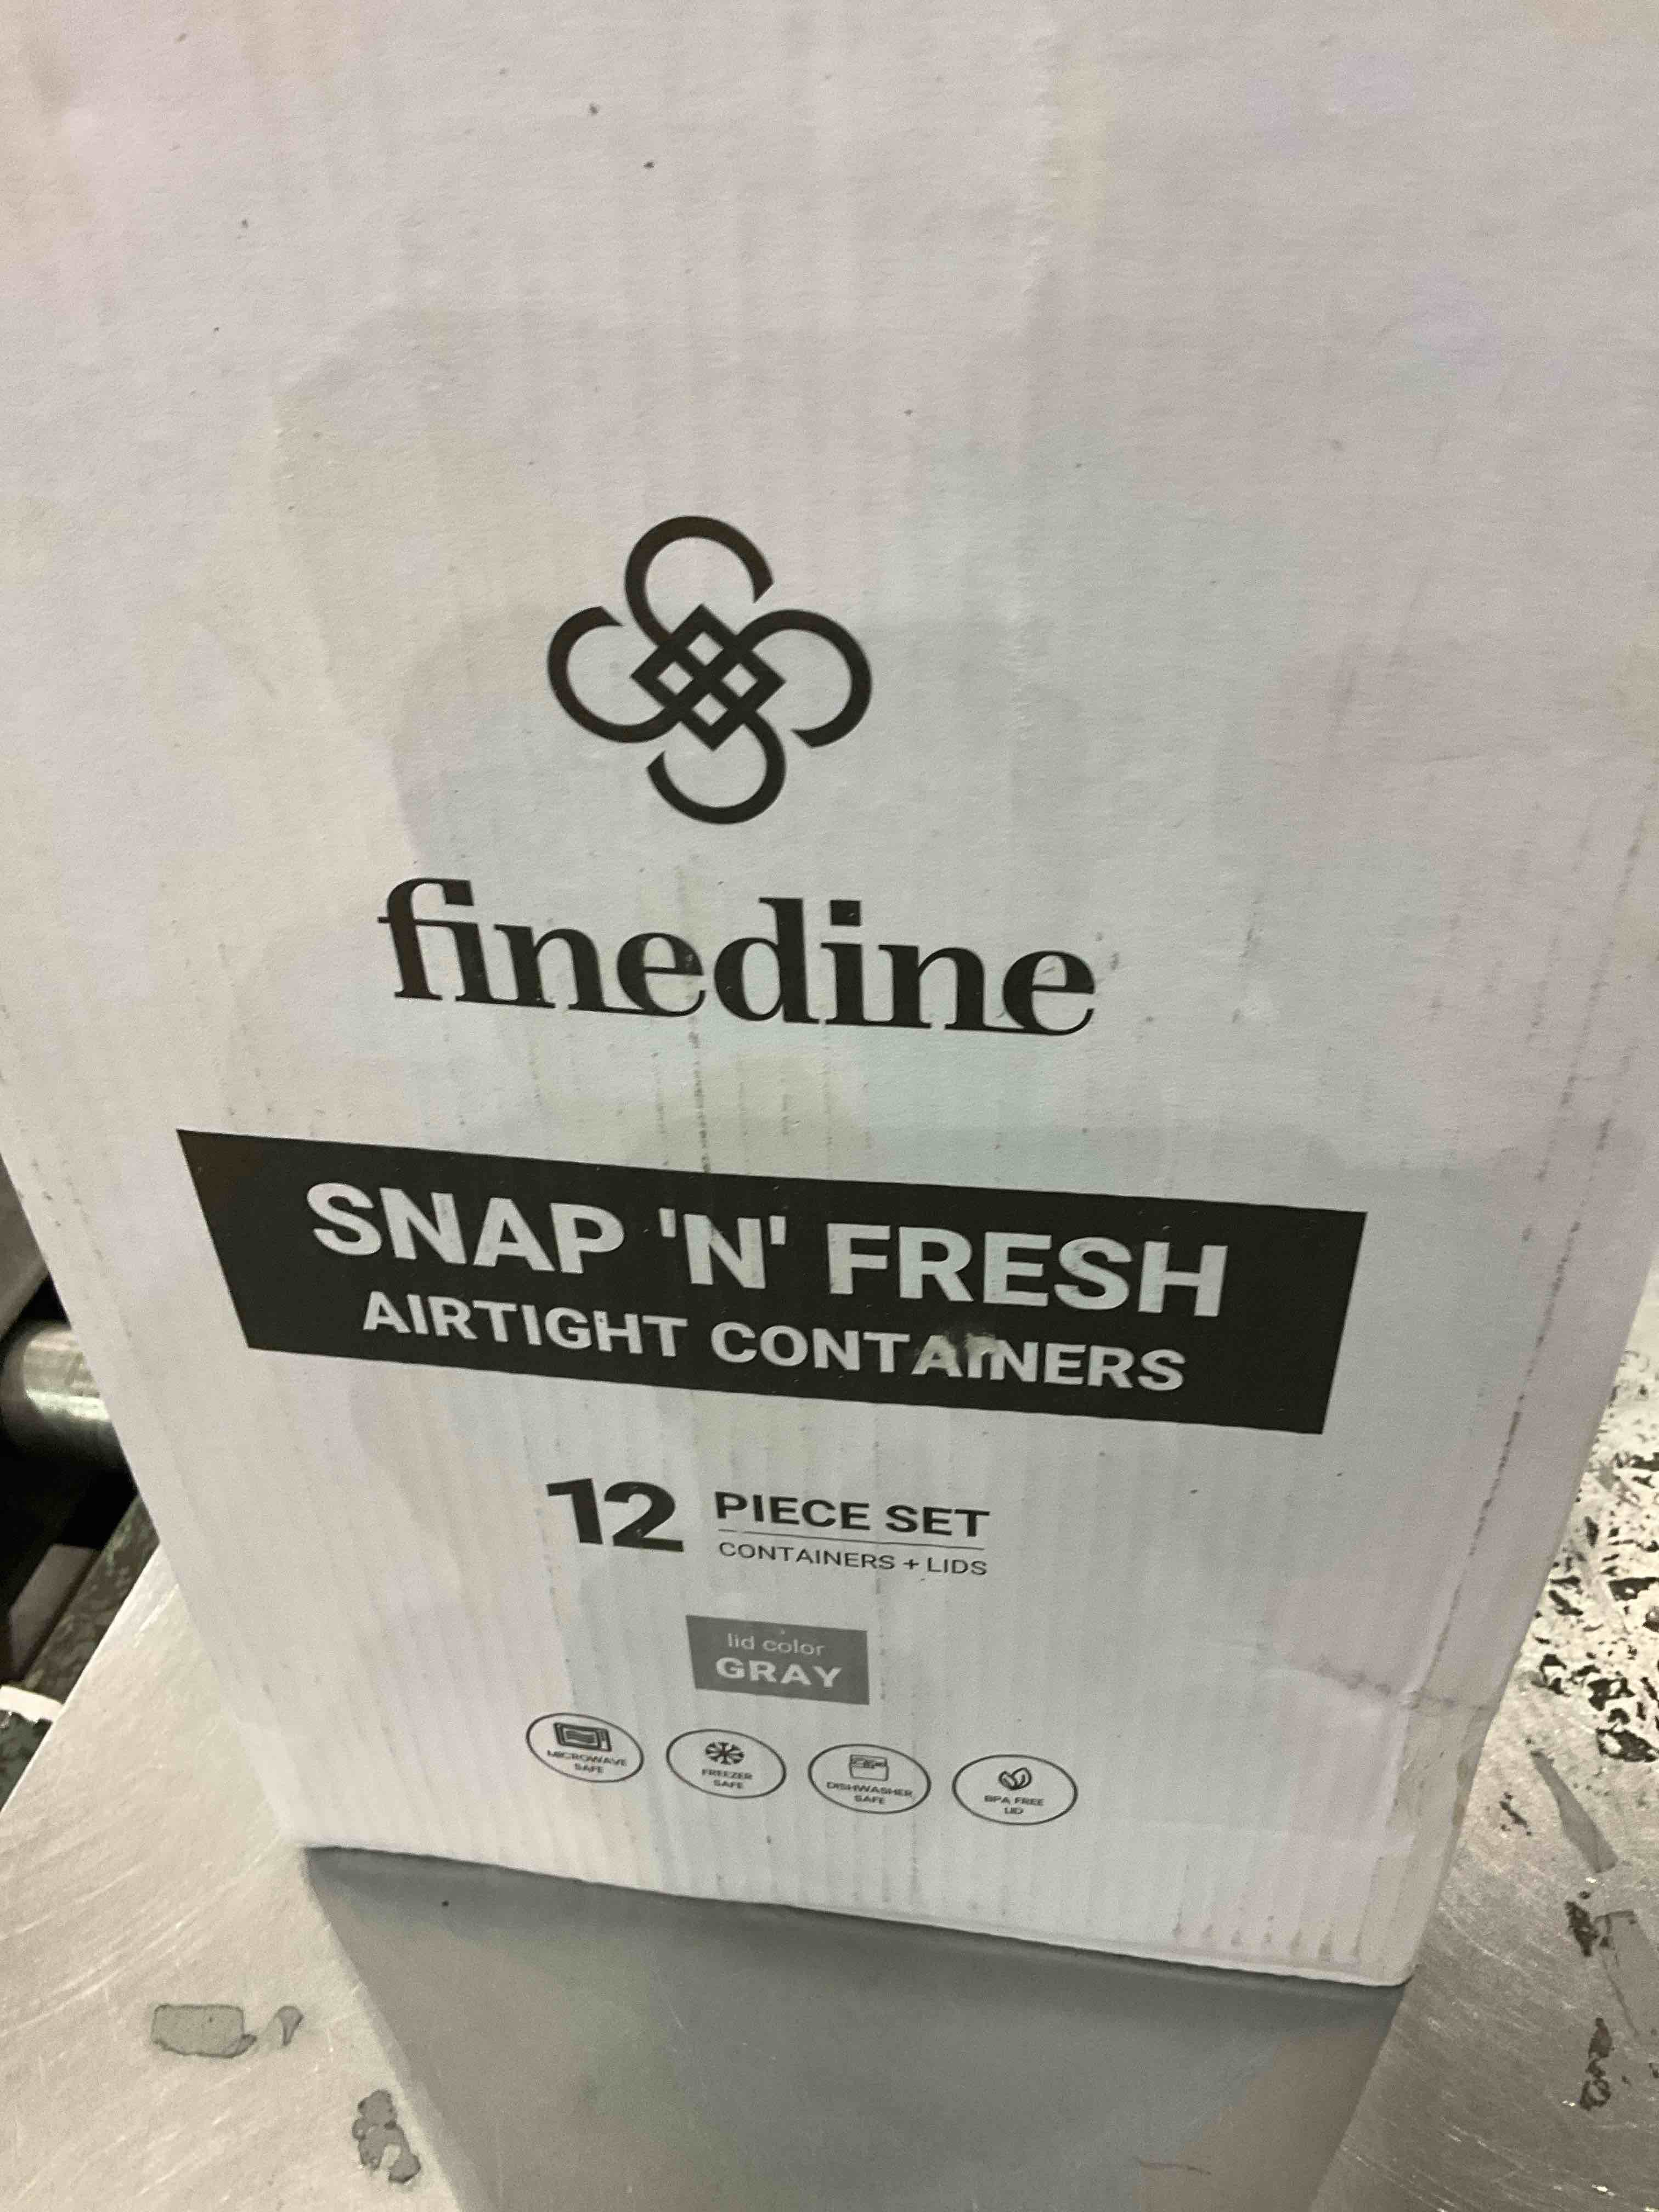 finedine
SNAP 'N' FRESH
AIRTIGHT CONTAINERS
12 PIECE SET
CONTAINERS + LIDS
lid color
GRAY
MICROWAVE
SAFE
FREEZER
SAFE
DISHWASHER
SAFE
BPA FREE
LID